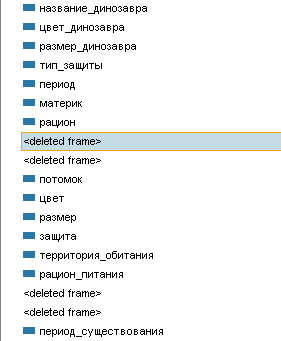 название_динозавра
цвет_динозавра
размер_динозавра
тип_защиты
период
материк
рацион
<deleted frame>
<deleted frame>
потомок
цвет
размер
защита
территория_обитания
рацион_питания
<deleted frame>
<deleted frame>
период_существования